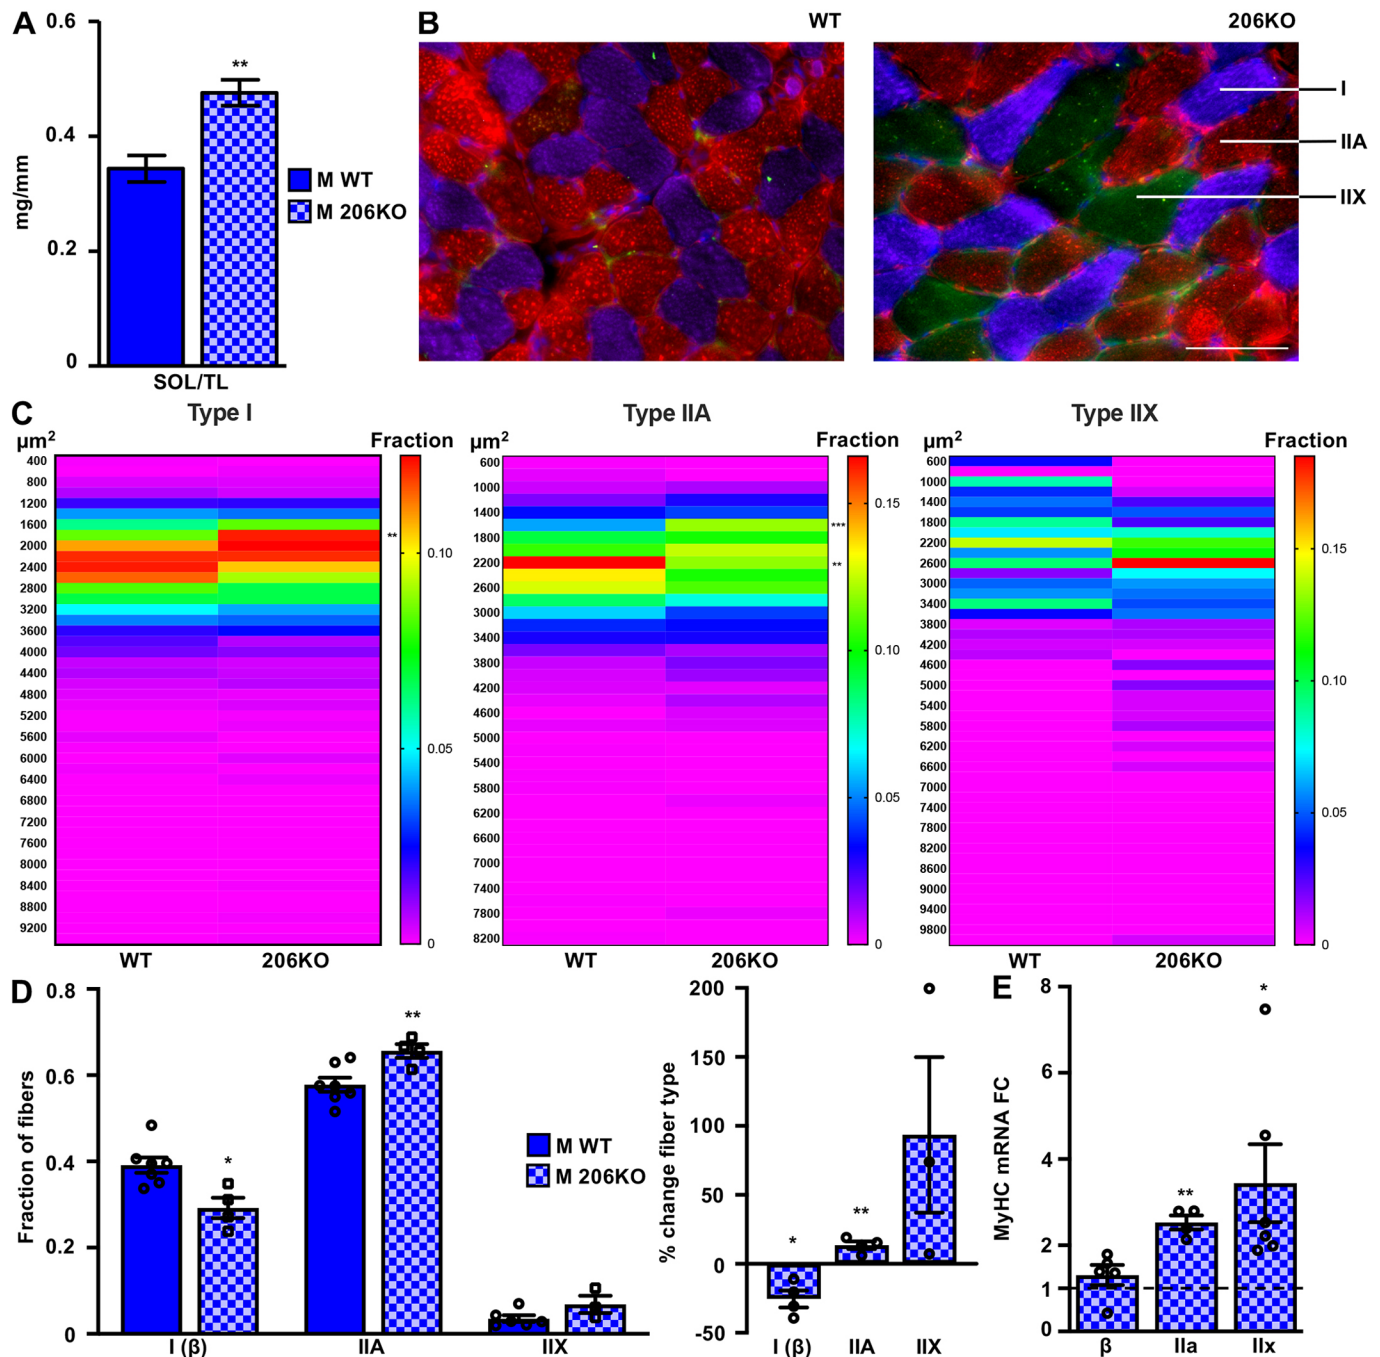 A
0.6
**
0.4
mg/mm
0.2
0
SOL/TL
M WT
M 206KO
B
WT
206KO
I
IIA
IIX
C
Type I
µm2
Fraction
400
800
1200
1600
2000
2400
2800
3200
3600
4000
4400
4800
5200
5600
6000
6400
6800
7200
7600
8000
8400
8800
9200
**
0.10
0.05
0
WT
206KO
Type IIA
µm2
Fraction
600
1000
1400
1800
2200
2600
3000
3400
3800
4200
4600
5000
5400
5800
6200
6600
7000
7400
7800
8200
***
**
0.15
0.10
0.05
0
WT
206KO
Type IIX
µm2
Fraction
600
1000
1400
1800
2200
2600
3000
3400
3800
4200
4600
5000
5400
5800
6200
6600
7000
7400
7800
8200
8600
9000
9400
9800
0.15
0.10
0.05
0
WT
206KO
D
0.8
0.6
0.4
0.2
0
Fraction of fibers
*
**
M WT
M 206KO
I (β)
IIA
IIX
200
150
100
50
0
-50
% change fiber type
*
**
I (β)
IIA
IIX
E
8
6
4
2
1
0
MyHC mRNA FC
**
*
β
IIa
IIx